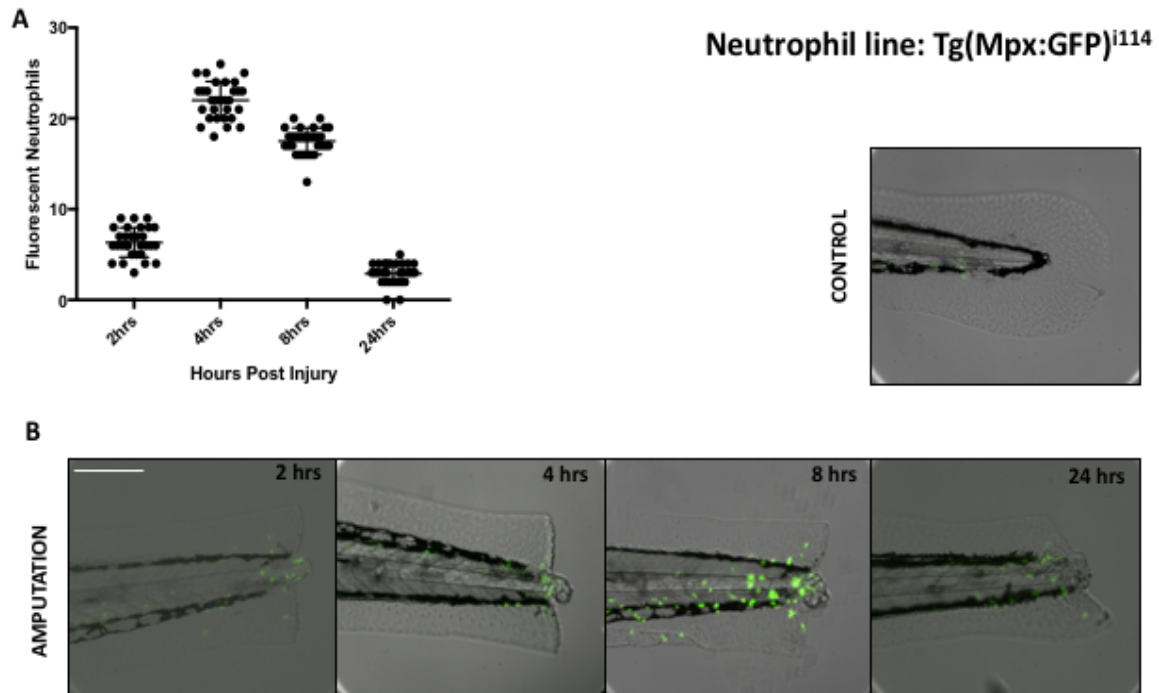 A
Neutrophil line: Tg(Mpx:GFP)i114
30
20
10
0
Fluorescent Neutrophils
2hrs
4hrs
8hrs
24hrs
Hours Post Injury
CONTROL
B
AMPUTATION
2 hrs
4 hrs
8 hrs
24 hrs